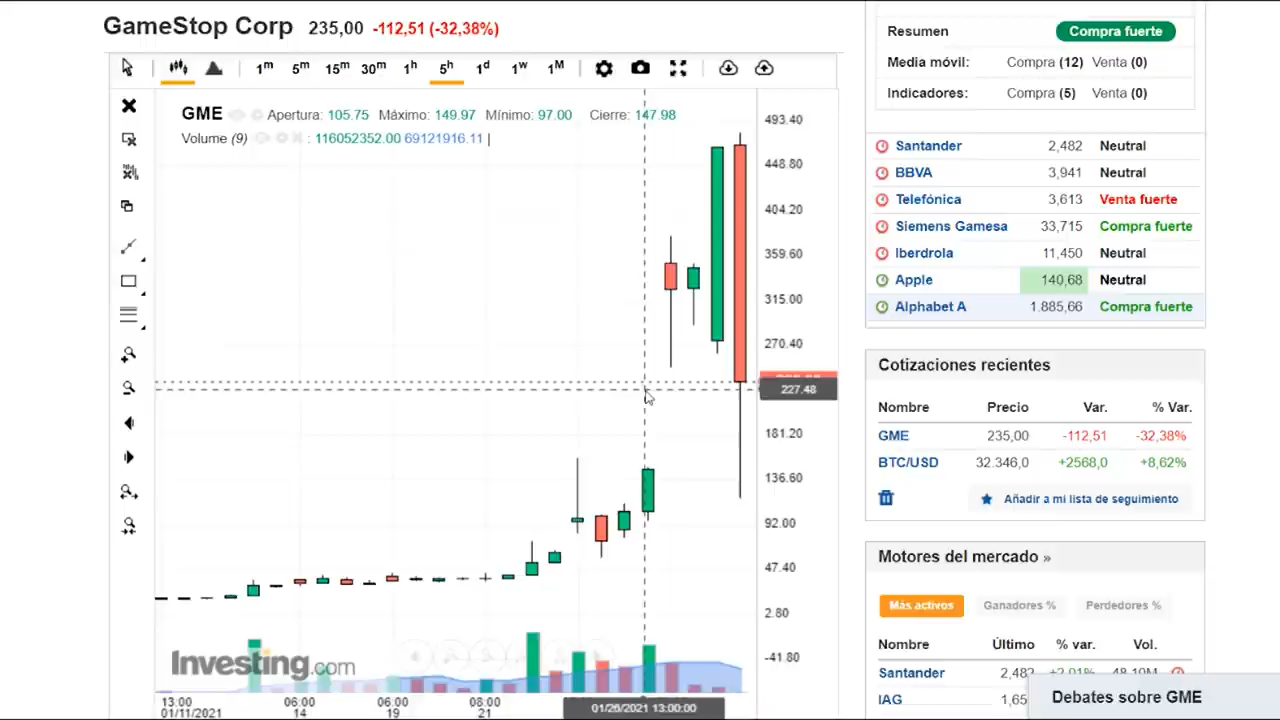 GameStop Corp 235,00 -112,51 (-32,38%)
1m 5m 15m 30m 1h 5h 1d 1w 1M
GME Apertura: 105.75 Máximo: 149.97 Mínimo: 97.00 Cierre: 147.98
Volume (9) : 116052352.00 69121916.11
493.40
448.80
404.20
359.60
315.00
270.40
227.48
181.20
136.60
92.00
47.40
2.80
-41.80
Investing.com
13:00 06:00 06:00 08:00
01/11/2021 14 19 21 01/26/2021 13:00:00
Resumen Compra fuerte
Media móvil: Compra (12) Venta (0)
Indicadores: Compra (5) Venta (0)
Santander 2,482 Neutral
BBVA 3,941 Neutral
Telefónica 3,613 Venta fuerte
Siemens Gamesa 33,715 Compra fuerte
Iberdrola 11,450 Neutral
Apple 140,68 Neutral
Alphabet A 1.885,66 Compra fuerte
Cotizaciones recientes
Nombre Precio Var. % Var.
GME 235,00 -112,51 -32,38%
BTC/USD 32.346,0 +2568,0 +8,62%
Añadir a mi lista de seguimiento
Motores del mercado »
Más activos Ganadores % Perdedores %
Nombre Último % var. Vol.
Santander 2,482 +2,01% 48,10M
IAG 1,65
Debates sobre GME